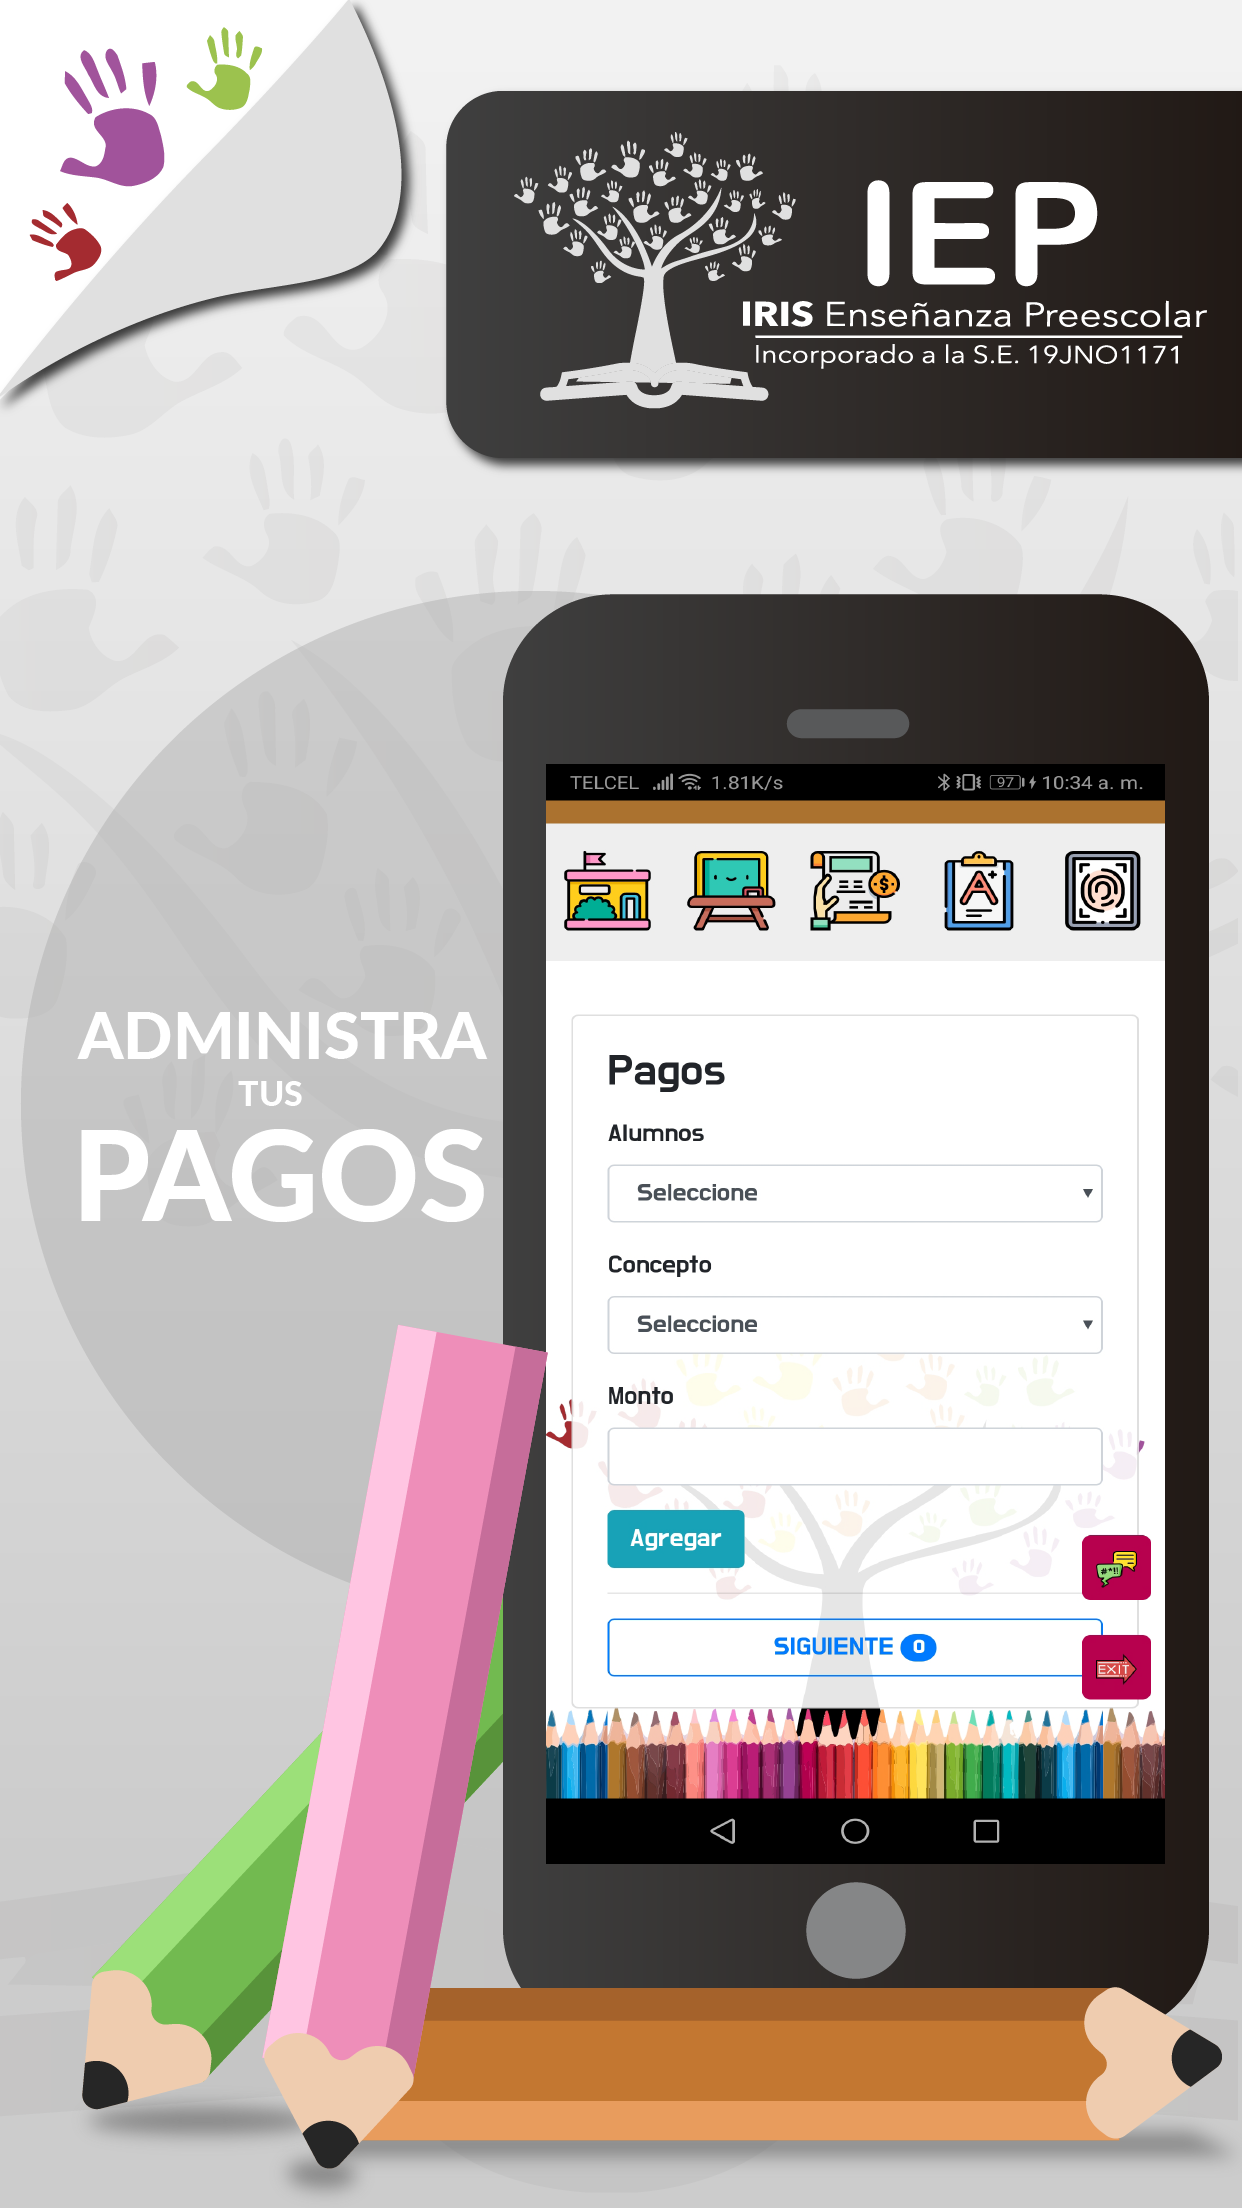 IEP
IRIS Enseñanza Preescolar
Incorporado a la S.E. 19JNO1171
TELCEL 1.81K/s 97 10:34 a. m.
A+
ADMINISTRA
TUS
PAGOS
Pagos
Alumnos
Seleccione
Concepto
Seleccione
Monto
Agregar
#*!!
SIGUIENTE 0
EXIT